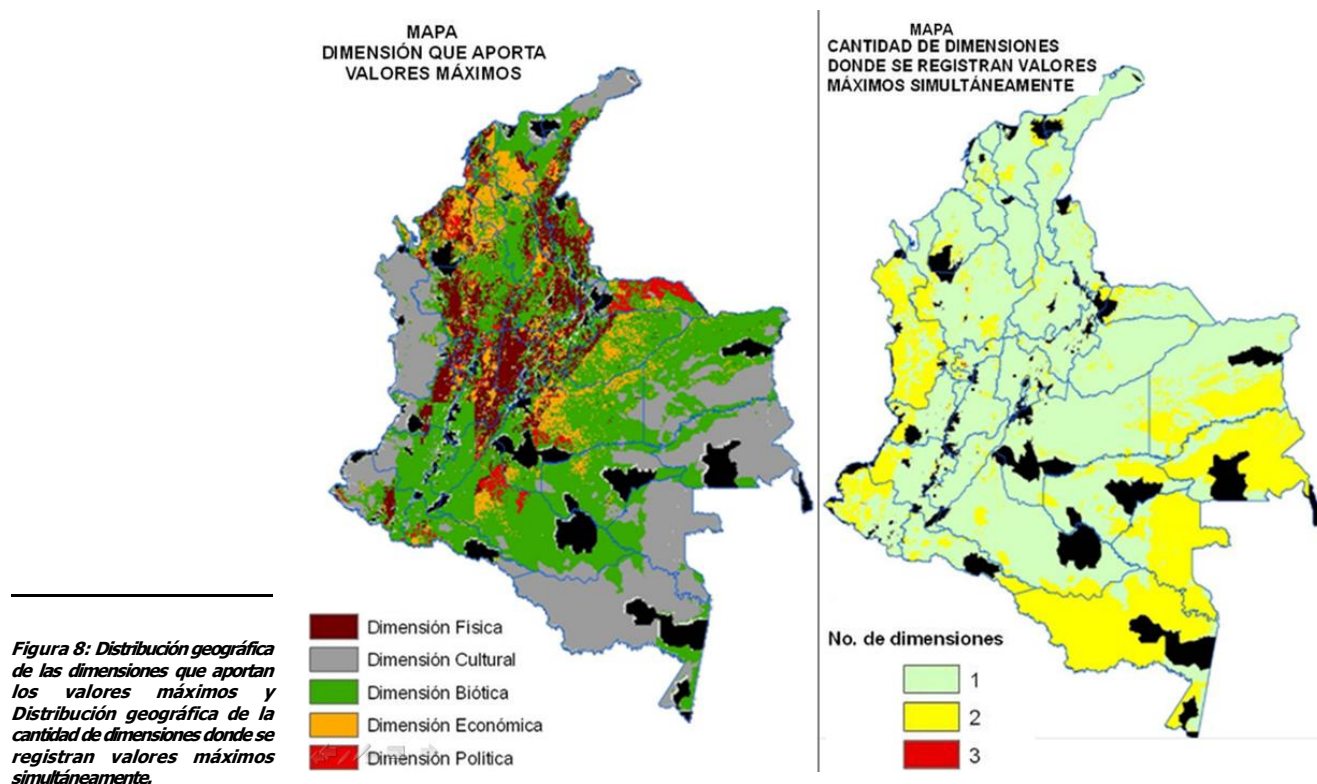 MAPA
DIMENSIÓN QUE APORTA
VALORES MÁXIMOS
MAPA
CANTIDAD DE DIMENSIONES
DONDE SE REGISTRAN VALORES
MÁXIMOS SIMULTÁNEAMENTE
Dimensión Fisica
Dimensión Cultural
Dimensión Biótica
Dimensión Económica
Dimensión Política
No. de dimensiones
1
2
3
Figura 8: Distribución geográfica
de las dimensiones que aportan
los valores máximos y
Distribución geográfica de la
cantidad de dimensiones donde se
registran valores máximos
simultáneamente.